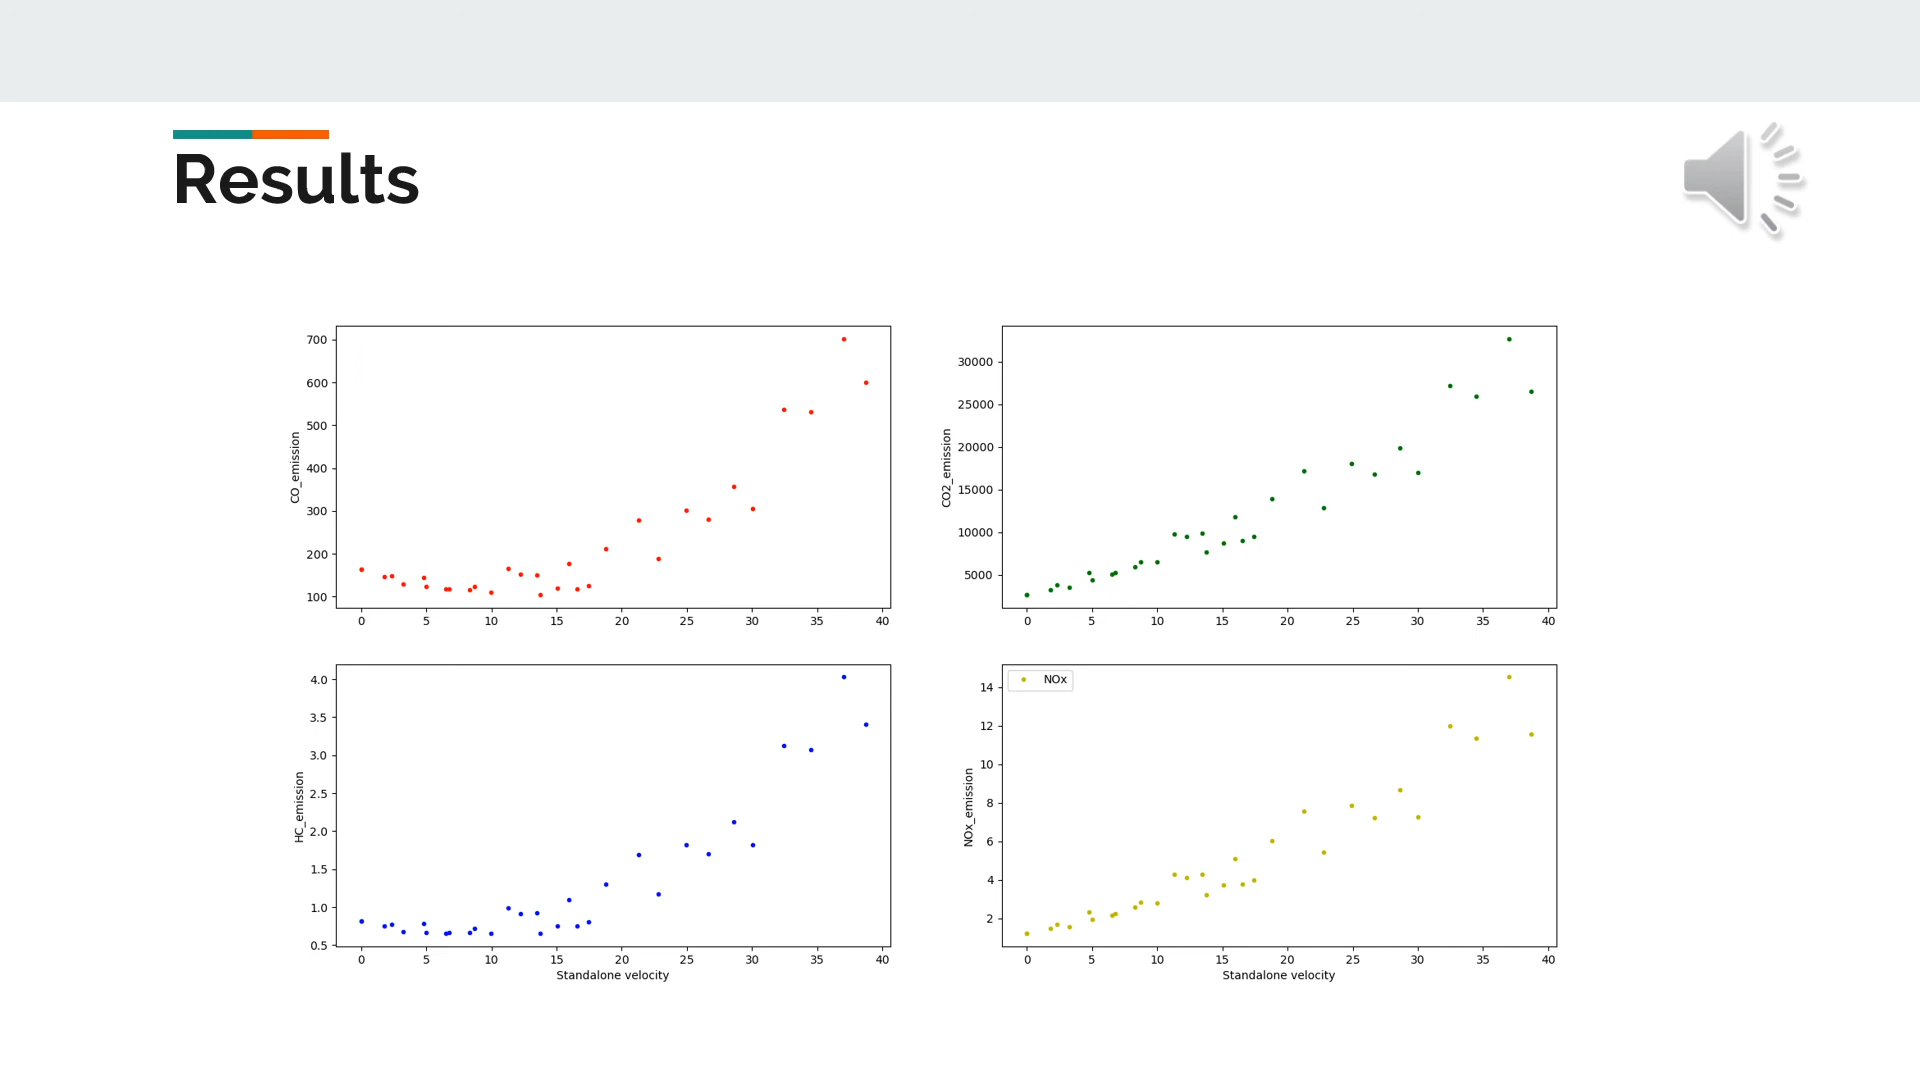 Results
700
600
500
400
300
200
100
CO_emission
0 5 10 15 20 25 30 35 40
30000
25000
20000
15000
10000
5000
CO2_emission
0 5 10 15 20 25 30 35 40
4.0
3.5
3.0
2.5
2.0
1.5
1.0
0.5
HC_emission
0 5 10 15 20 25 30 35 40
Standalone velocity
NOx
14
12
10
8
6
4
2
NOx_emission
0 5 10 15 20 25 30 35 40
Standalone velocity